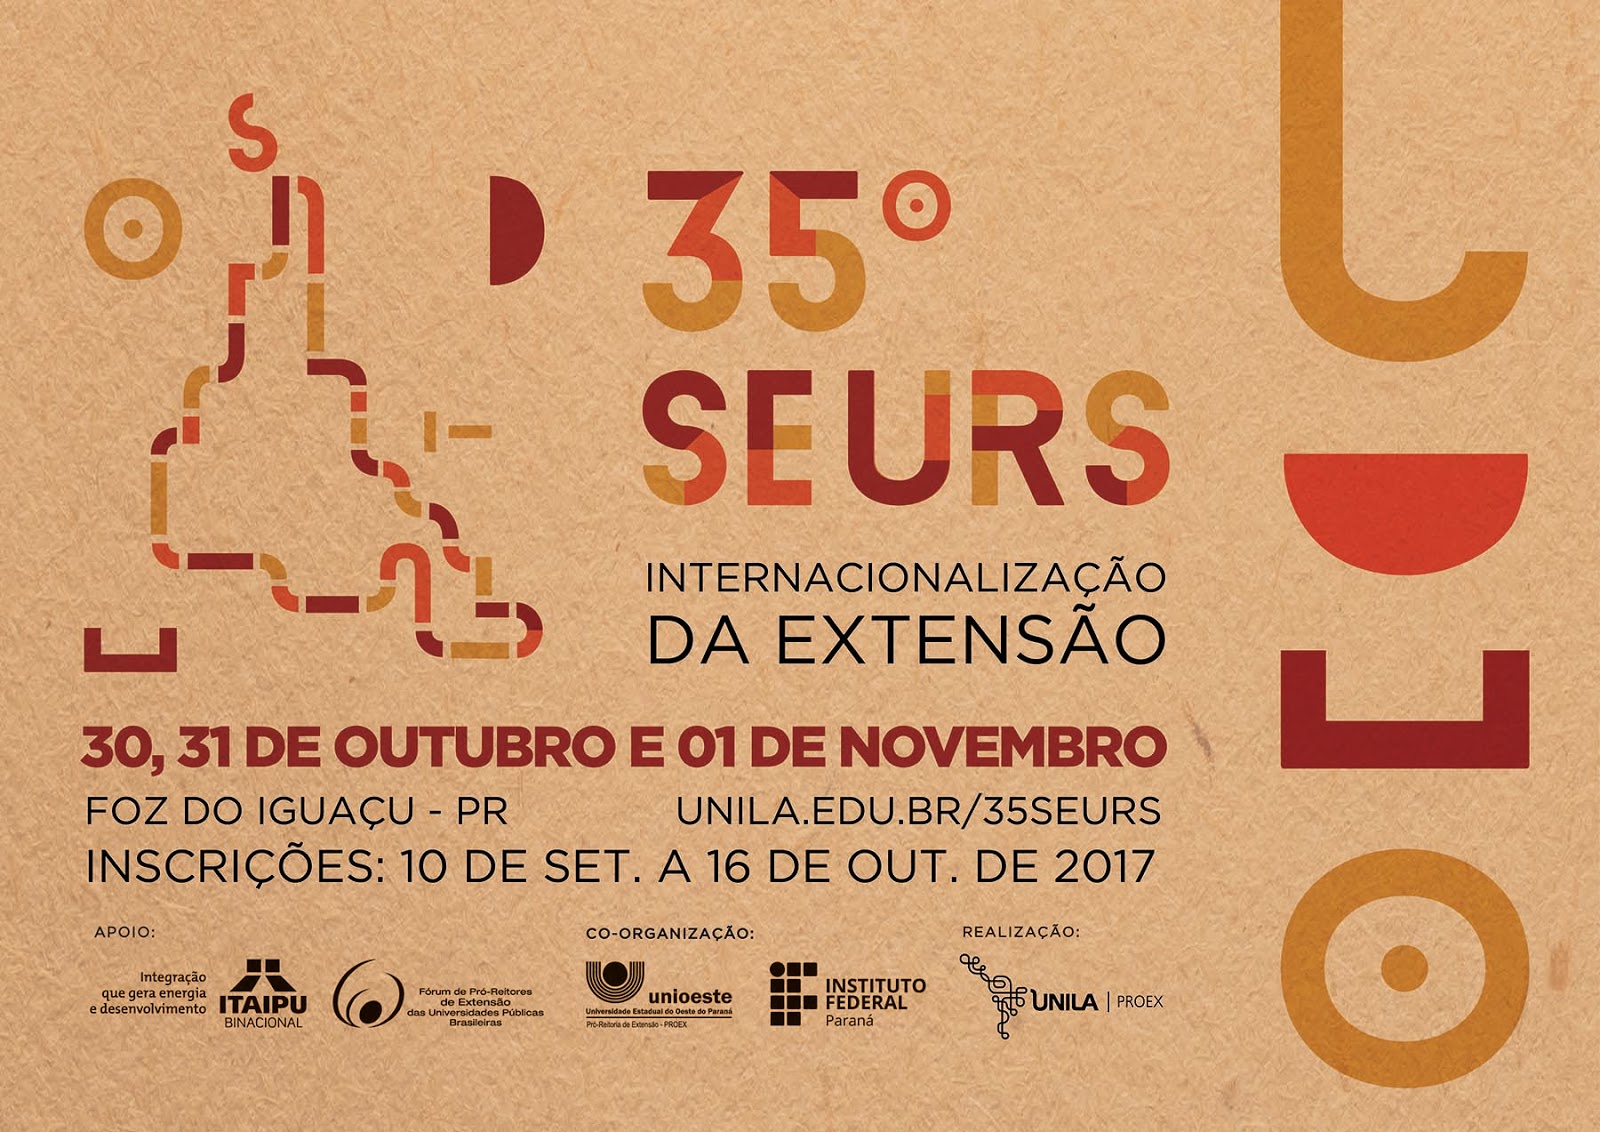 35º
SEURS
INTERNACIONALIZAÇÃO
DA EXTENSÃO
30, 31 DE OUTUBRO E 01 DE NOVEMBRO
FOZ DO IGUAÇU - PR
UNILA.EDU.BR/35SEURS
INSCRIÇÕES: 10 DE SET. A 16 DE OUT. DE 2017
APOIO:
Integração
que gera energia
e desenvolvimento
ITAIPU
BINACIONAL
Fórum de Pró-Reitores
de Extensão
das Universidades Públicas
Brasileiras
CO-ORGANIZAÇÃO:
unioeste
Universidade Estadual do Oeste do Paraná
Pró-Reitoria de Extensão - PROEX
INSTITUTO
FEDERAL
Paraná
REALIZAÇÃO:
UNILA | PROEX